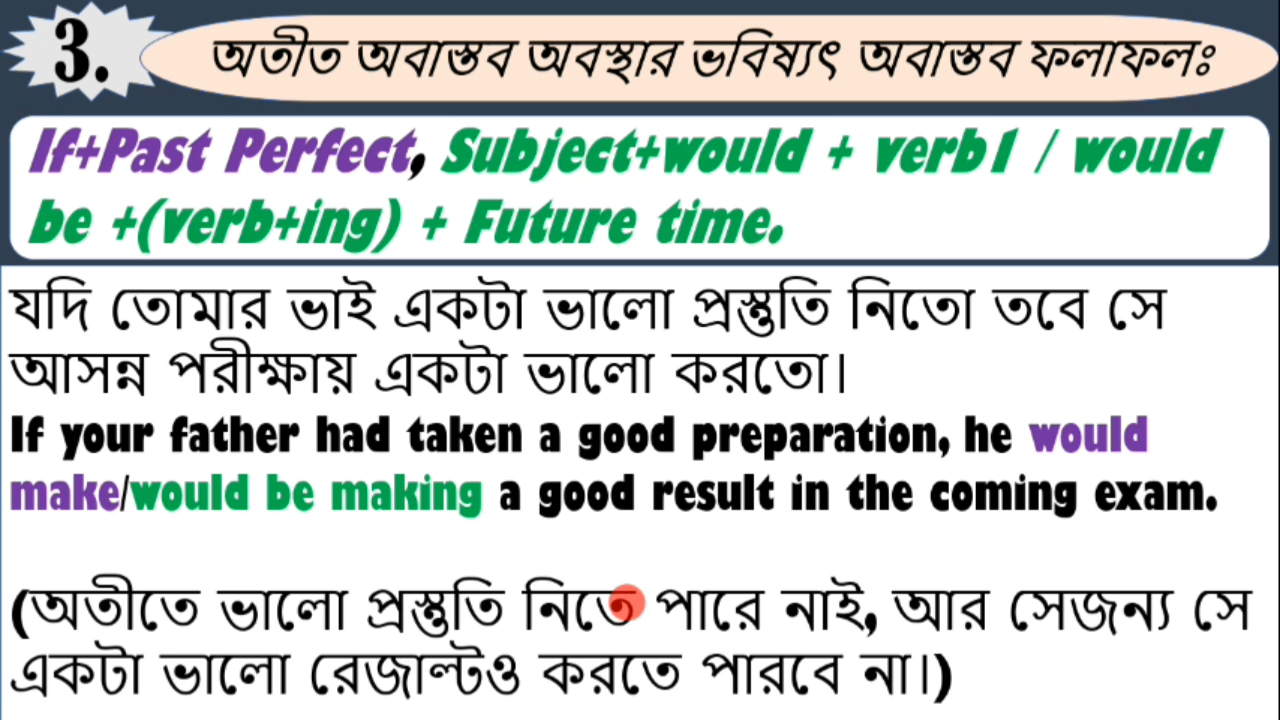 3.
অতীত অবাস্তব অবস্থার ভবিষ্যৎ অবাস্তব ফলাফলঃ
If+Past Perfect, Subject+would + verb1 / would
be +(verb+ing) + Future time.
যদি তোমার ভাই একটা ভালো প্রস্তুতি নিতো তবে সে
আসন্ন পরীক্ষায় একটা ভালো করতো।
If your father had taken a good preparation, he would
make/would be making a good result in the coming exam.
(অতীতে ভালো প্রস্তুতি নিতে পারে নাই, আর সেজন্য সে
একটা ভালো রেজাল্টও করতে পারবে না।)